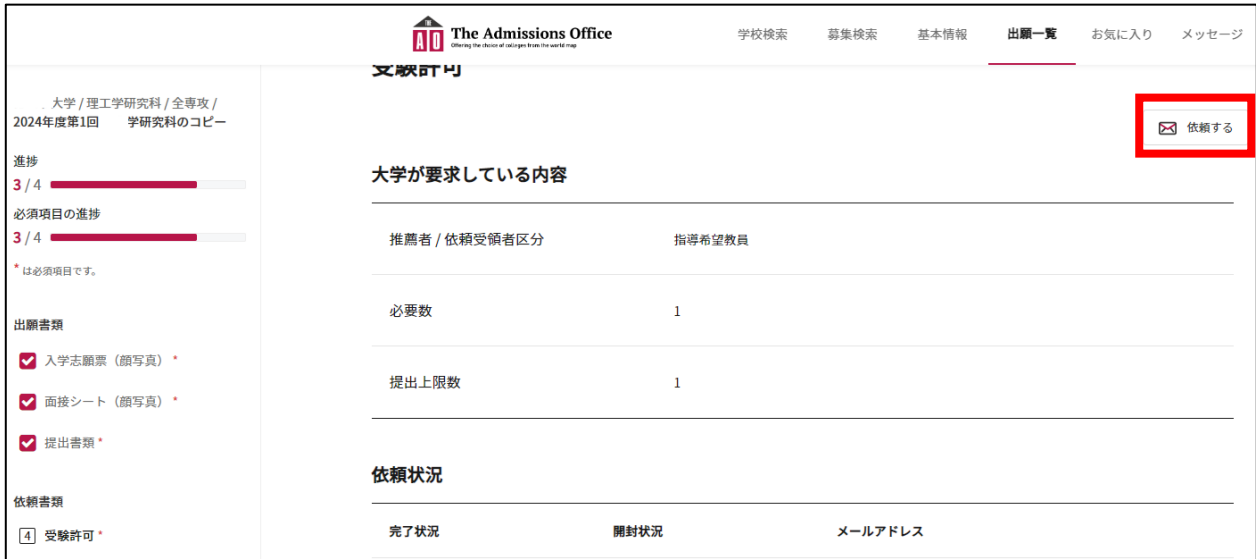 THE
AO
The Admissions Office
Offering the choice of colleges from the world map
学校検索
募集検索
基本情報
出願一覧
お気に入り
メッセージ
受験許可
大学 / 理工学研究科 / 全専攻 /
2024年度第1回 学研究科のコピー
進捗
3 / 4
必須項目の進捗
3 / 4
* は必須項目です。
出願書類
入学志願票（顔写真） *
面接シート（顔写真） *
提出書類 *
依頼書類
4 受験許可 *
依頼する
大学が要求している内容
推薦者 / 依頼受領者区分 指導希望教員
必要数 1
提出上限数 1
依頼状況
完了状況 開封状況 メールアドレス